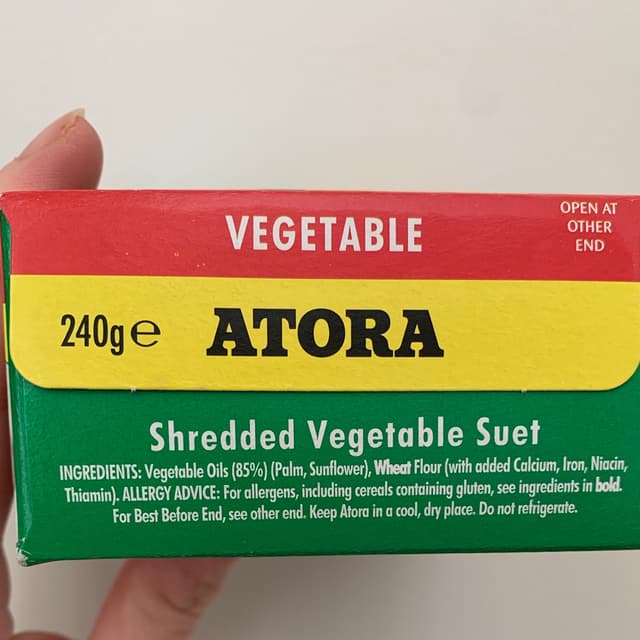 VEGETABLE
OPEN AT
OTHER
END
240g ℮ ATORA
Shredded Vegetable Suet
INGREDIENTS: Vegetable Oils (85%) (Palm, Sunflower), Wheat Flour (with added Calcium, Iron, Niacin,
Thiamin). ALLERGY ADVICE: For allergens, including cereals containing gluten, see ingredients in bold.
For Best Before End, see other end. Keep Atora in a cool, dry place. Do not refrigerate.